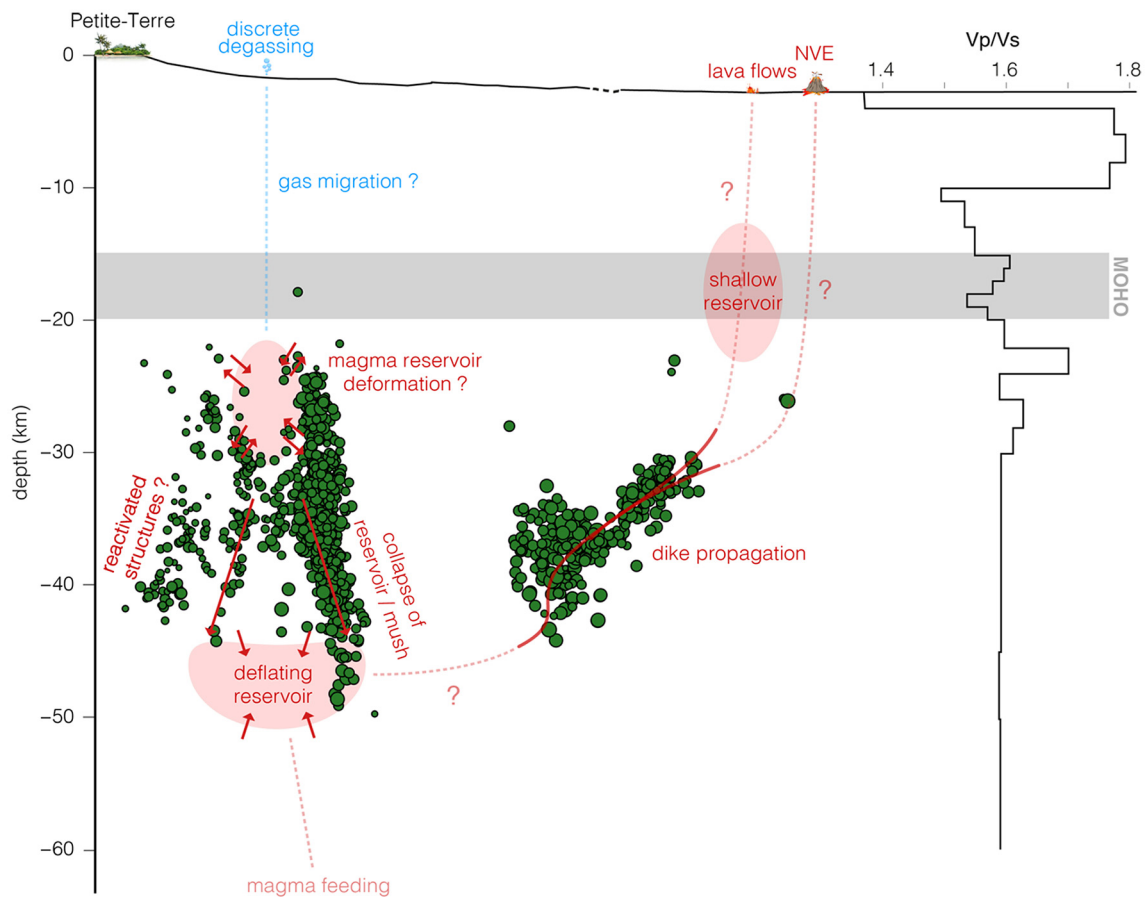 Petite-Terre
discrete
degassing
Vp/Vs
NVE
lava flows
1.4
1.6
1.8
0
gas migration ?
−10
?
MOHO
shallow
reservoir
?
−20
magma reservoir
deformation ?
depth (km)
−30
reactivated
structures ?
collapse of
reservoir / mush
dike propagation
−40
deflating
reservoir
?
−50
−60
magma feeding